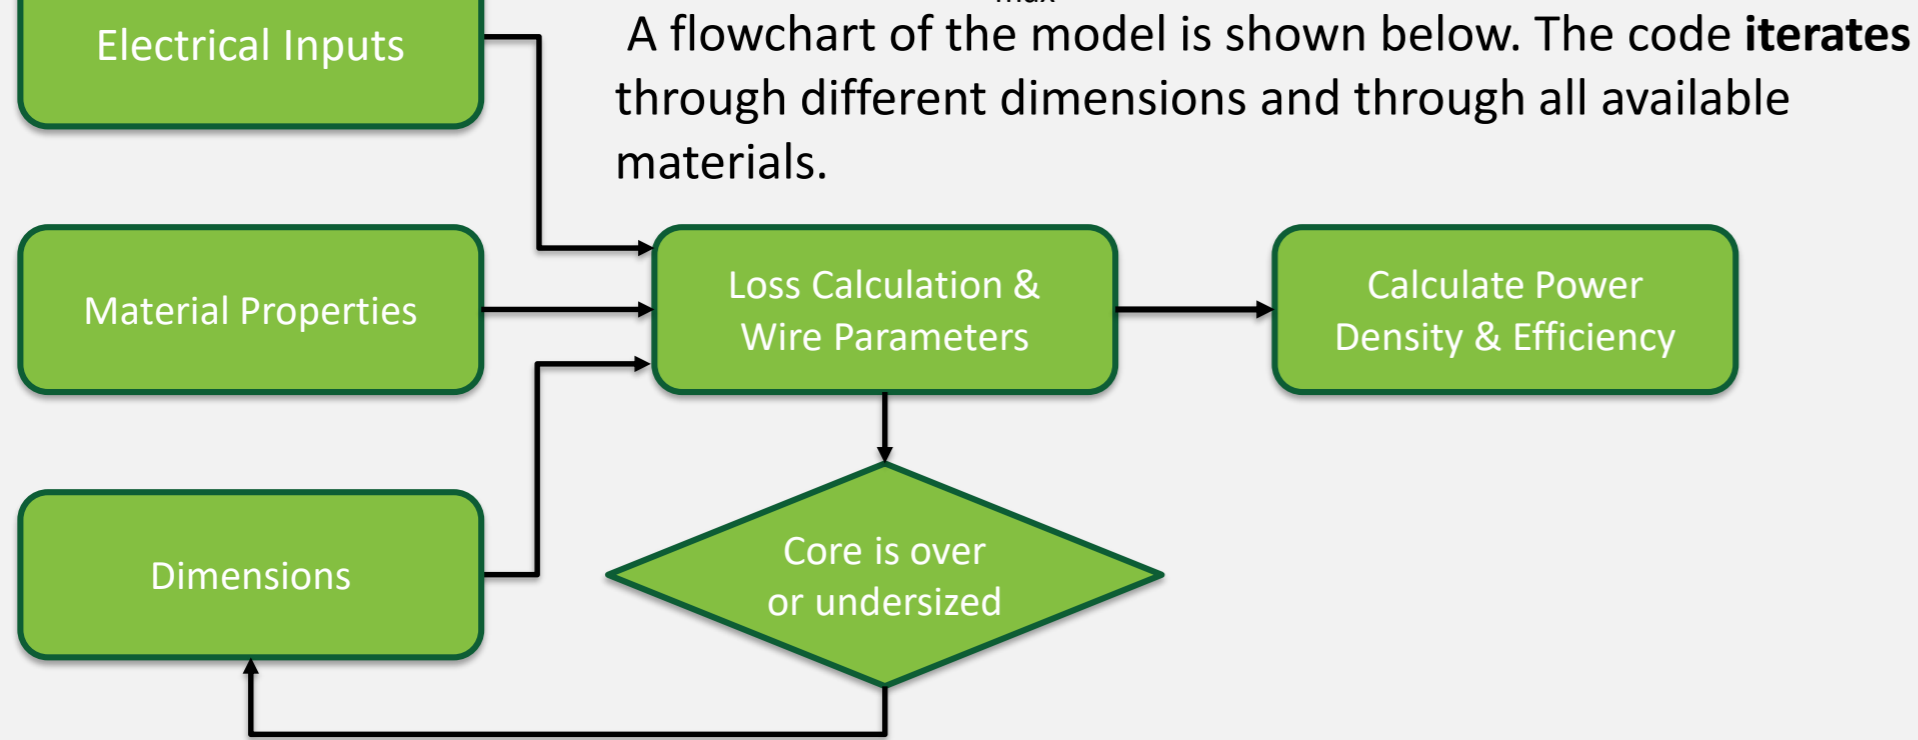 max
A flowchart of the model is shown below. The code iterates
through different dimensions and through all available
materials.
Electrical Inputs
Material Properties
Loss Calculation &
Wire Parameters
Calculate Power
Density & Efficiency
Dimensions
Core is over
or undersized